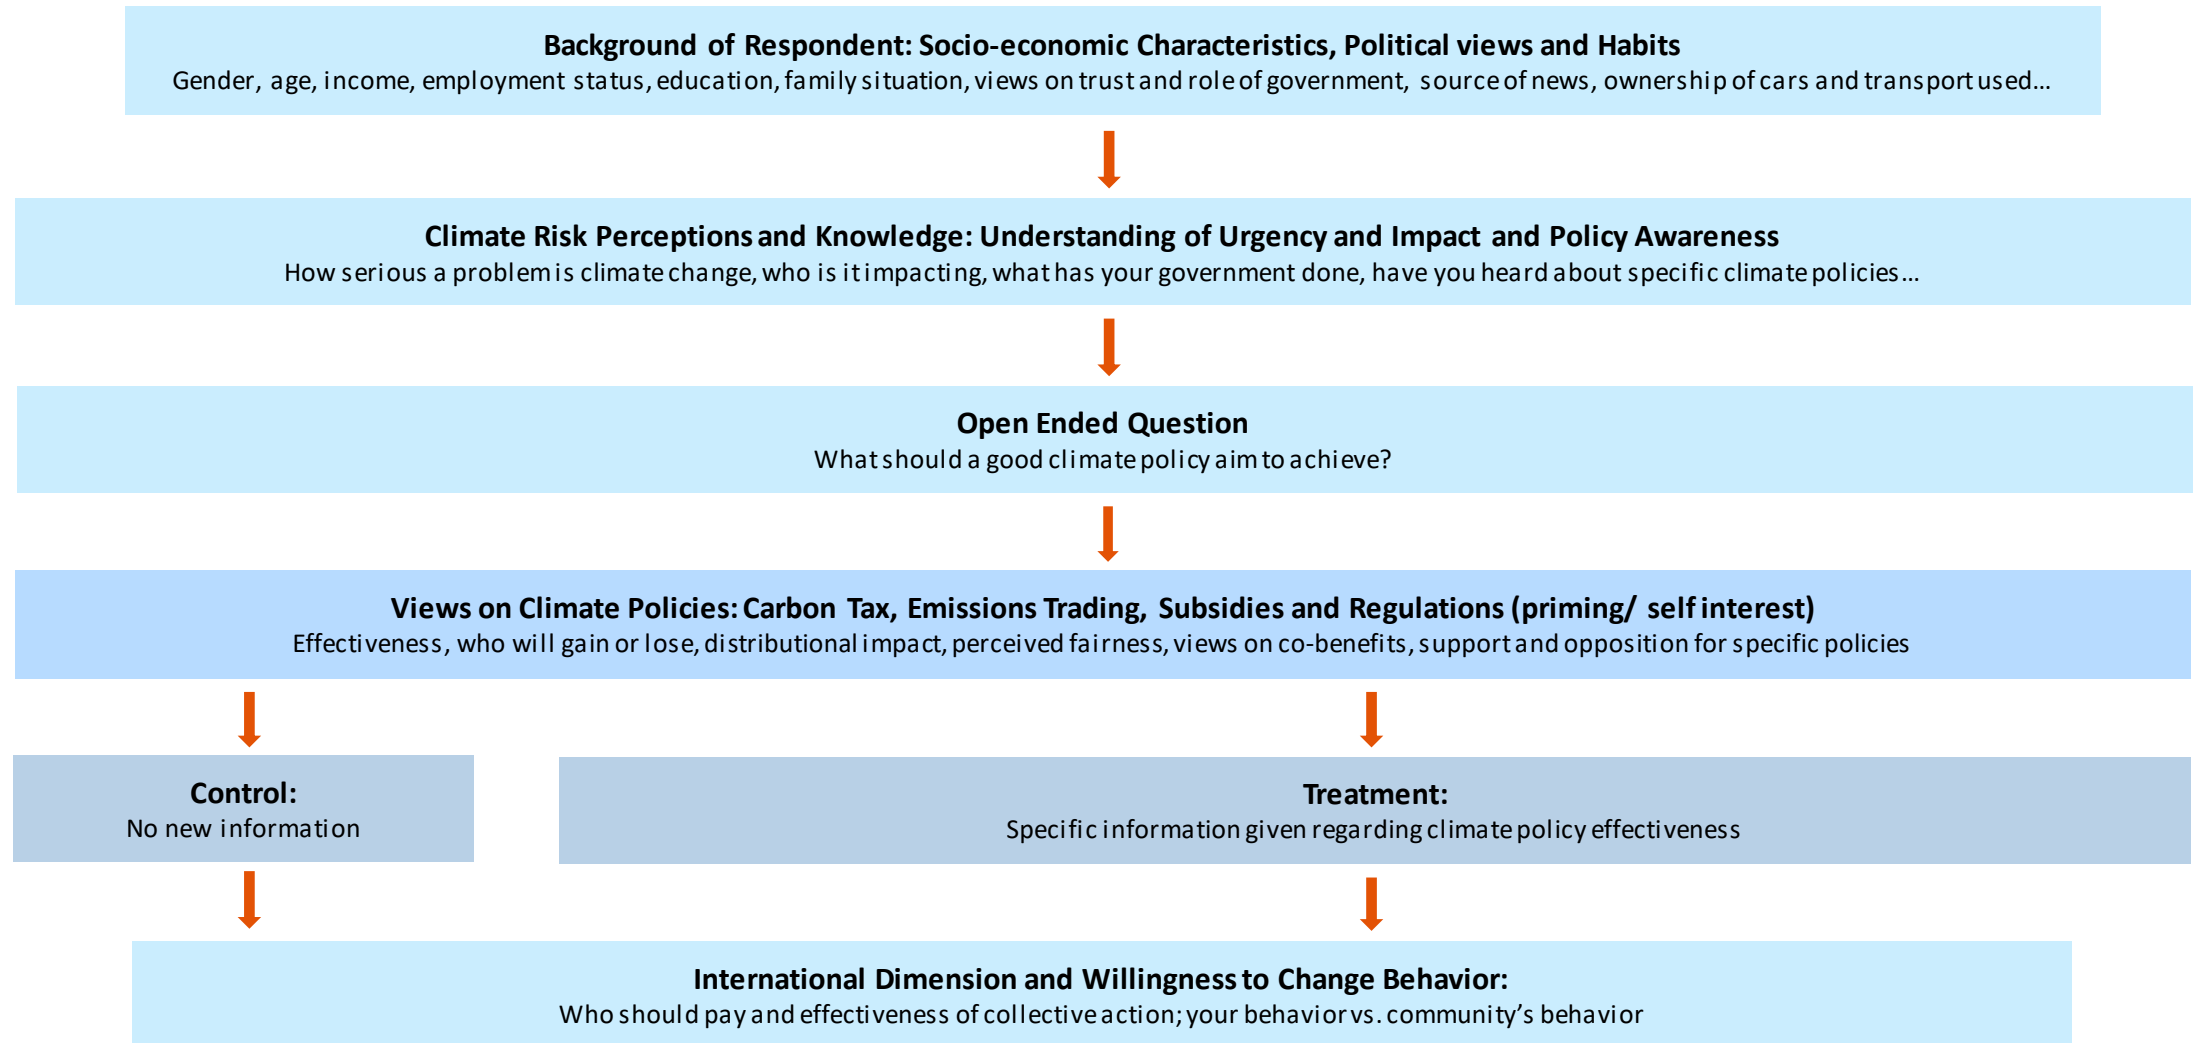 Background of Respondent: Socio-economic Characteristics, Political views and Habits
Gender, age, income, employment status, education, family situation, views on trust and role of government, source of news, ownership of cars and transport used...
Climate Risk Perceptions and Knowledge: Understanding of Urgency and Impact and Policy Awareness
How serious a problem is climate change, who is it impacting, what has your government done, have you heard about specific climate policies...
Open Ended Question
What should a good climate policy aim to achieve?
Views on Climate Policies: Carbon Tax, Emissions Trading, Subsidies and Regulations (priming/ self interest)
Effectiveness, who will gain or lose, distributional impact, perceived fairness, views on co-benefits, support and opposition for specific policies
Control:
No new information
Treatment:
Specific information given regarding climate policy effectiveness
International Dimension and Willingness to Change Behavior:
Who should pay and effectiveness of collective action; your behavior vs. community’s behavior